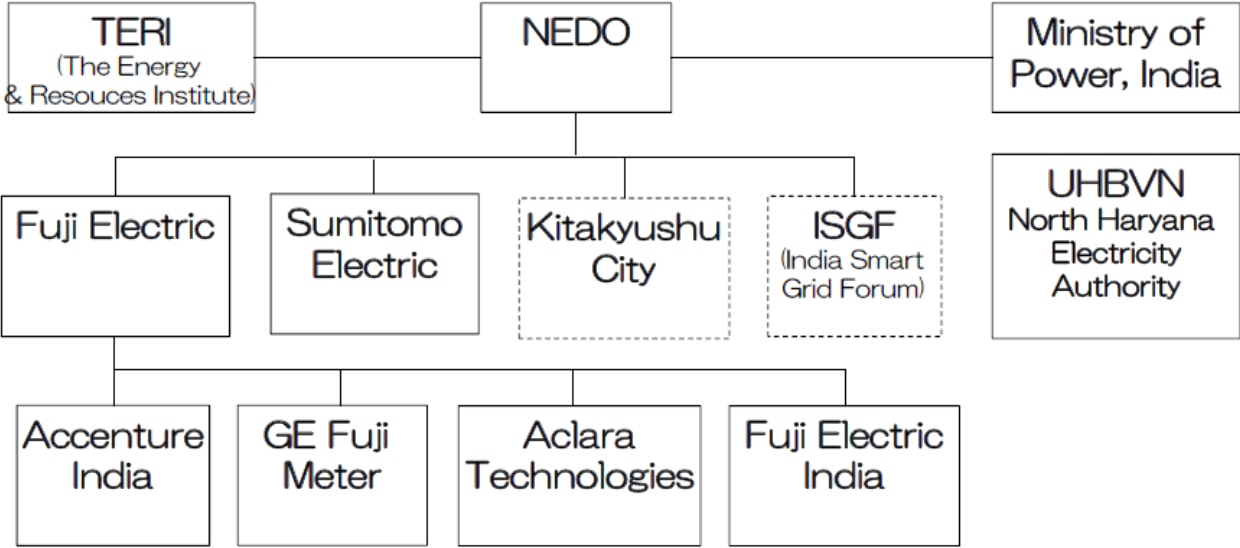 TERI
(The Energy
& Resouces Institute)
NEDO
Ministry of
Power, India
Fuji Electric
Sumitomo
Electric
Kitakyushu
City
ISGF
(India Smart
Grid Forum)
UHBVN
North Haryana
Electricity
Authority
Accenture
India
GE Fuji
Meter
Aclara
Technologies
Fuji Electric
India